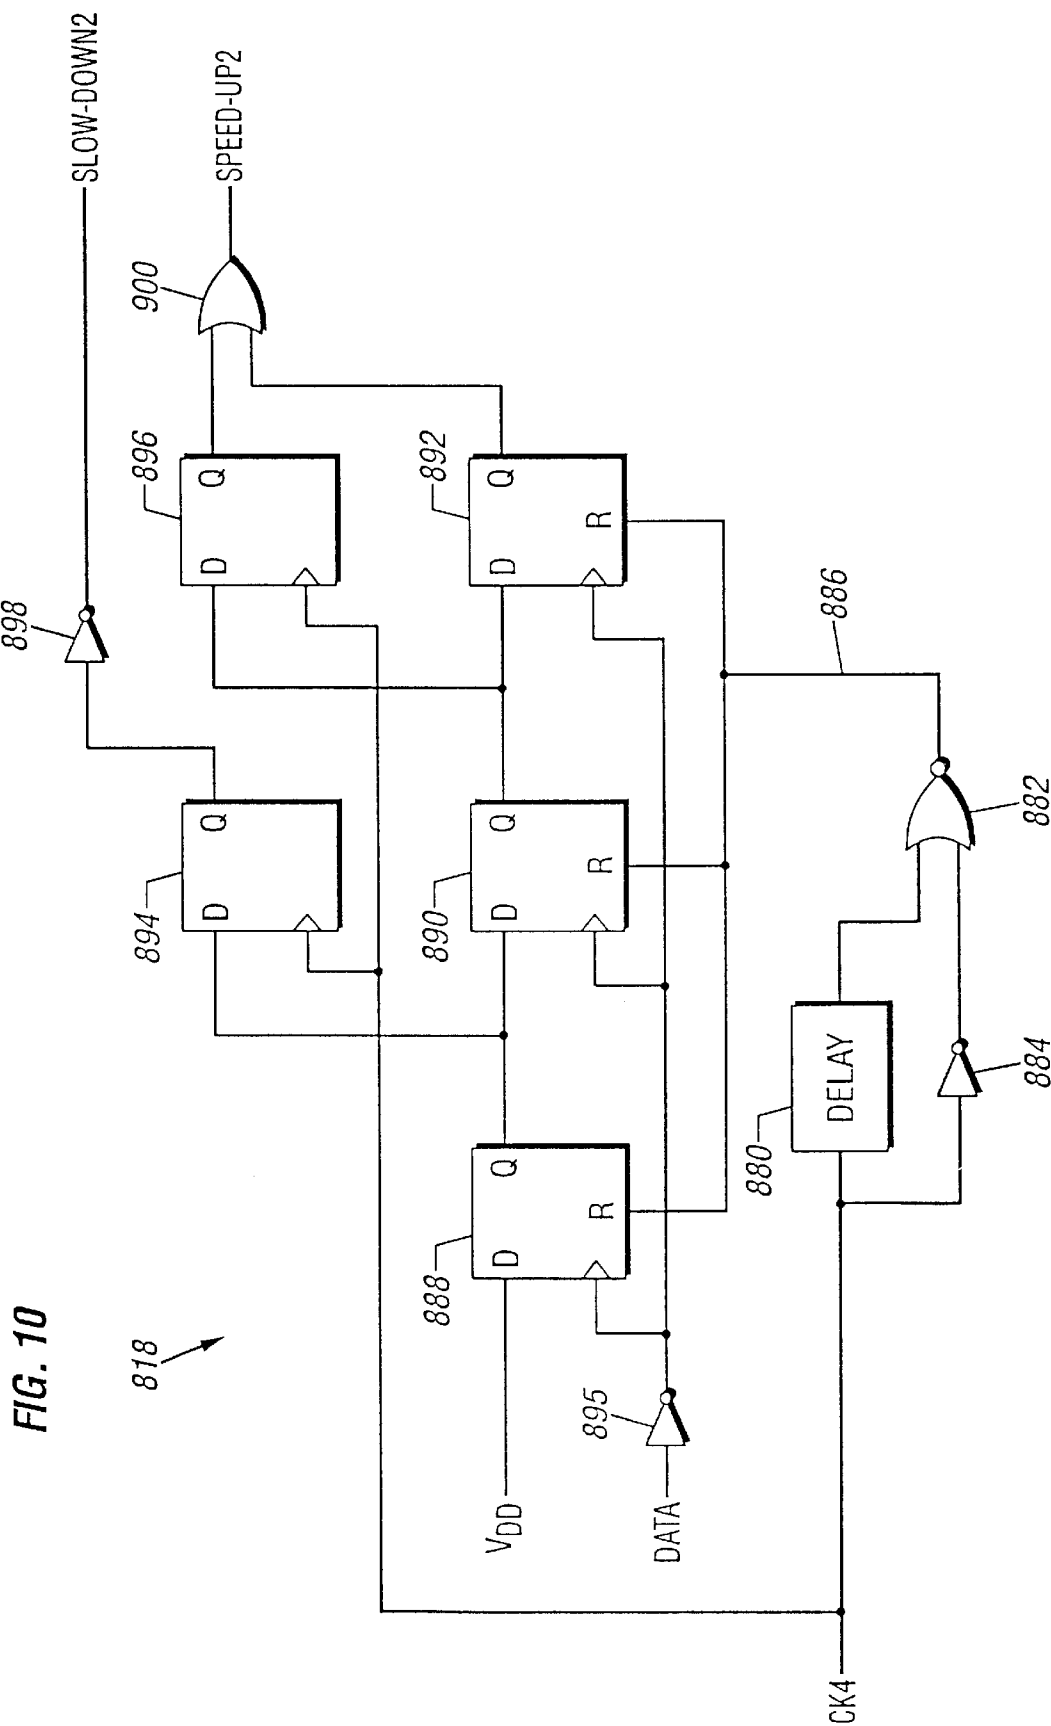 FIG. 10
818
SLOW-DOWN2
898
SPEED-UP2
900
896
D
Q
894
D
Q
892
D
Q
R
890
D
Q
R
888
D
Q
R
VDD
895
DATA
886
882
880
DELAY
884
CK4